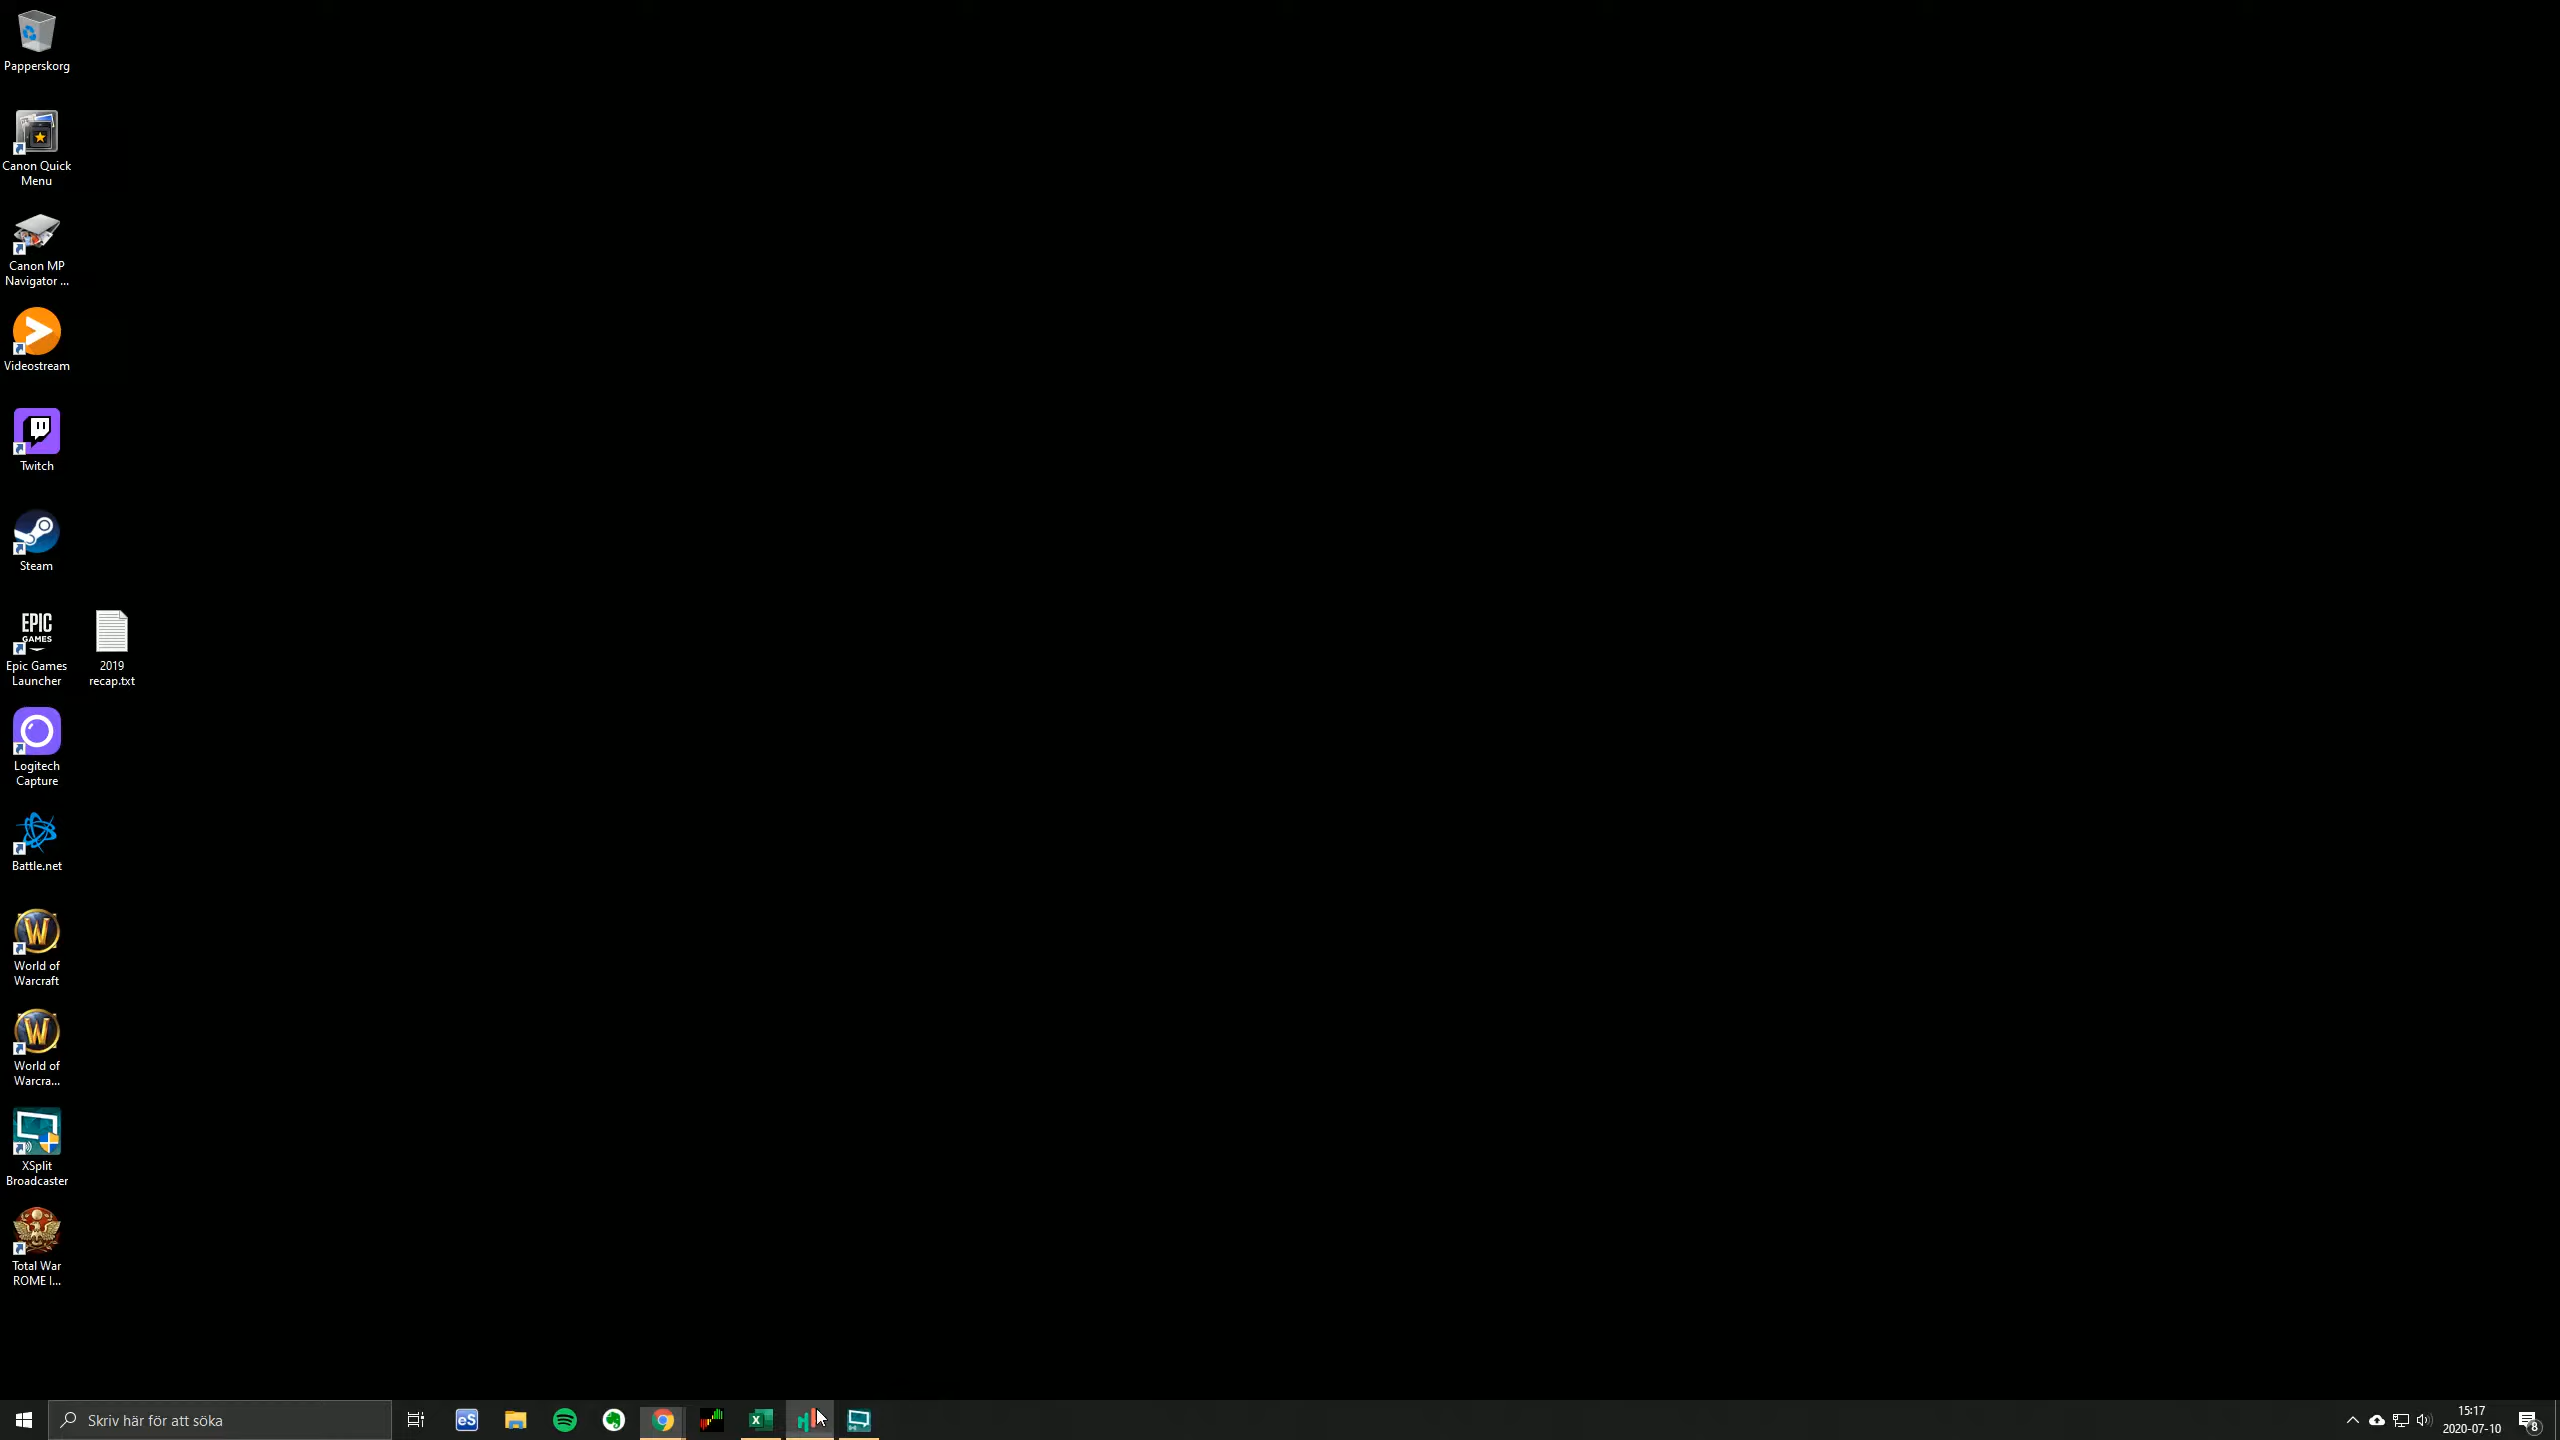 Papperskorg
Canon Quick
Menu
Canon MP
Navigator ...
Videostream
Twitch
Steam
EPIC
GAMES
Epic Games
Launcher
2019
recap.txt
Logitech
Capture
Battle.net
World of
Warcraft
World of
Warcra...
XSplit
Broadcaster
Total War
ROME I...
Skriv här för att söka
eS
15:17
2020-07-10
8